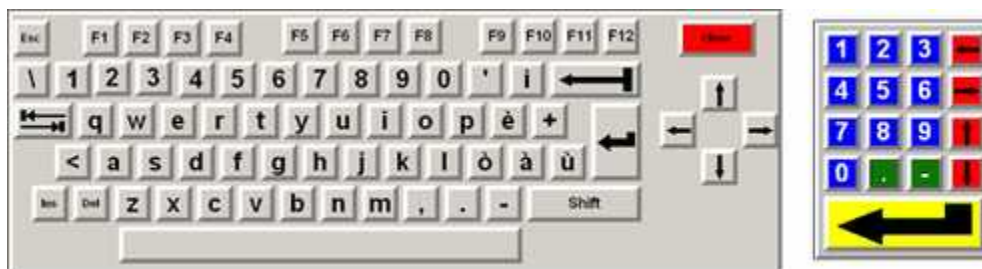 Esc F1 F2 F3 F4 F5 F6 F7 F8 F9 F10 F11 F12
\ 1 2 3 4 5 6 7 8 9 0 ' i
q w e r t y u i o p è +
< a s d f g h j k l ò à ù
Ins Del z x c v b n m , . - Shift
1 2 3
4 5 6
7 8 9
0 . -